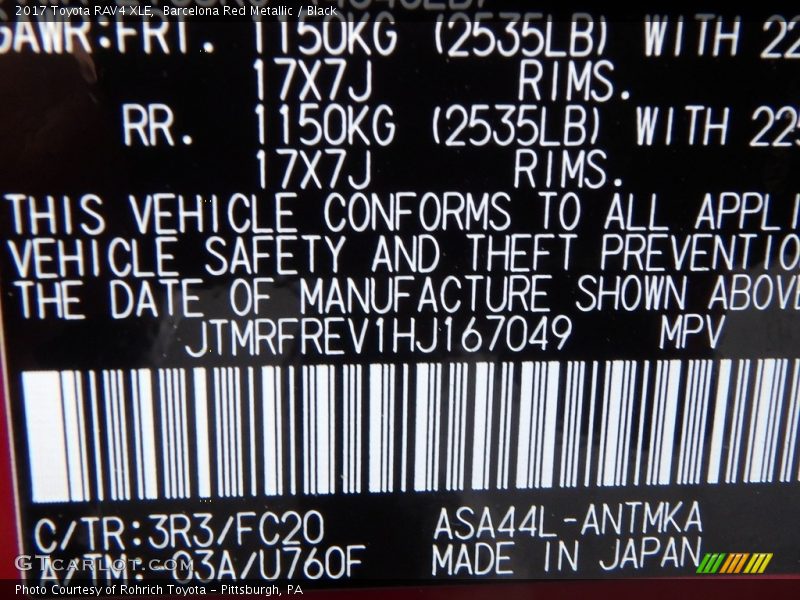 2017 Toyota RAV4 XLE, Barcelona Red Metallic / Black
GAWR:FRT. 1150KG (2535LB) WITH 22
17X7J RIMS.
RR. 1150KG (2535LB) WITH 225
17X7J RIMS.
THIS VEHICLE CONFORMS TO ALL APPLI
VEHICLE SAFETY AND THEFT PREVENTIO
THE DATE OF MANUFACTURE SHOWN ABOVE
JTMRFREV1HJ167049 MPV
C/TR:3R3/FC20 ASA44L-ANTMKA
A/TM:-03A/U760F MADE IN JAPAN
GTCarLot.com
Photo Courtesy of Rohrich Toyota - Pittsburgh, PA